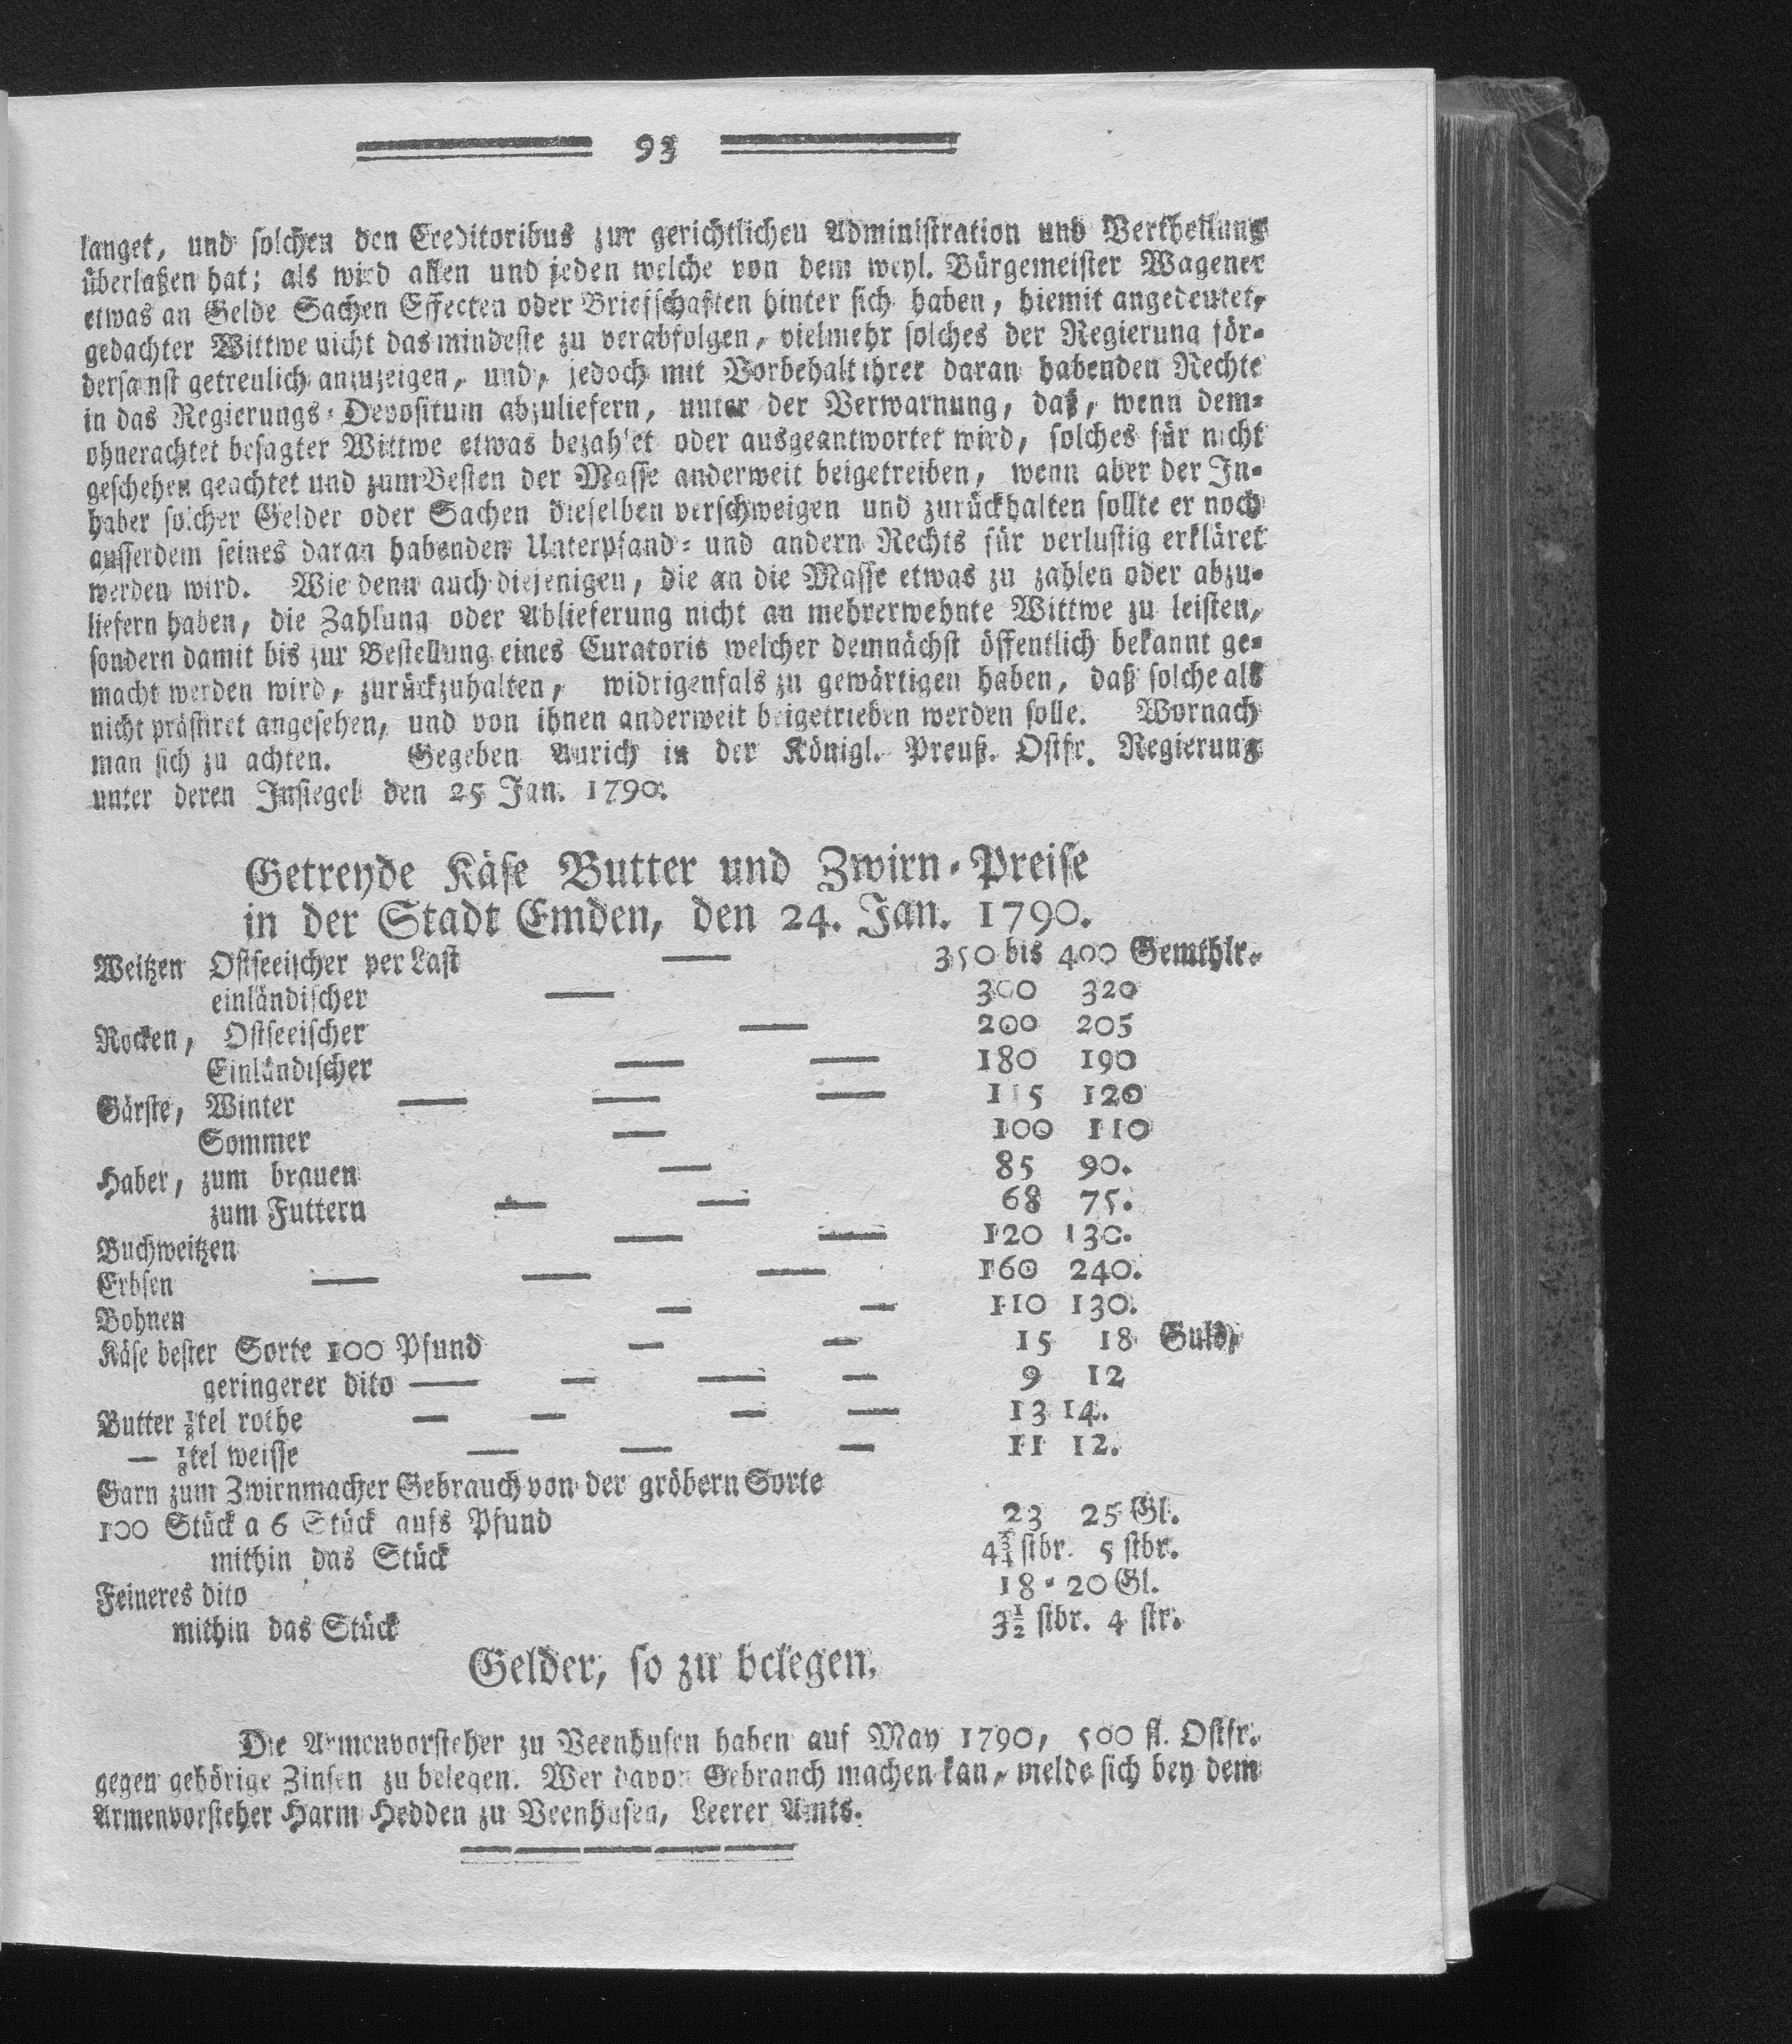 93
langet, und solchen den Creditoribus zur gerichtlichen Administration und Vertheilung
überlaßen hat; als wird allen und jeden welche von dem weyl. Bürgemeister Wagener
etwas an Gelde Sachen Effecten oder Briefschaften hinter sich haben, hiemit angedeutet,
gedachter Wittwe nicht das mindeste zu verabfolgen, vielmehr solches der Regierung för-
dersamst getreulich anzuzeigen, und, jedoch mit Vorbehalt ihrer daran habenden Rechte
in das Regierungs-Depositum abzuliefern, unter der Verwarnung, daß, wenn dem-
ohnerachtet besagter Wittwe etwas bezahlet oder ausgeantwortet wird, solches für nicht
geschehen geachtet und zum Besten der Masse anderweit beigetreiben, wenn aber der In-
haber solcher Gelder oder Sachen dieselben verschweigen und zurückhalten sollte er noch
ausserdem seines daran habenden Unterpfand- und andern Rechts für verlustig erkläret
werden wird. Wie denn auch diejenigen, die an die Masse etwas zu zahlen oder abzu-
liefern haben, die Zahlung oder Ablieferung nicht an mehrerwehnte Wittwe zu leisten,
sondern damit bis zur Bestellung eines Curatoris welcher demnächst öffentlich bekannt ge-
macht werden wird, zurückzuhalten, widrigenfals zu gewärtigen haben, daß solche als
nicht prästiret angesehen, und von ihnen anderweit beigetrieben werden solle. Wornach
man sich zu achten. Gegeben Aurich in der Königl. Preuß. Ostfr. Regierung
unter deren Insiegel den 25 Jan. 1790.
Getreyde Käse Butter und Zwirn-Preise
in der Stadt Emden, den 24. Jan. 1790.
Weitzen Ostseeischer per Last — 350 bis 400 Gemthlr.
einländischer — 300 320
Rocken, Ostseeischer — 200 205
Einländischer — — 180 190
Gärste, Winter — — — 115 120
Sommer — 100 110
Haber, zum brauen — 85 90.
zum Futtern — — 68 75.
Buchweitzen — — 120 130.
Erbsen — — — 160 240.
Bohnen — — 110 130.
Käse bester Sorte 100 Pfund — — 15 18 Guld.
geringerer dito — — — — 9 12
Butter ⅛tel rothe — — — — 13 14.
— ⅛tel weisse — — — 11 12.
Garn zum Zwirnmacher Gebrauch von der gröbern Sorte
100 Stück a 6 Stück aufs Pfund 23 25 Gl.
mithin das Stück 4¾ stbr. 5 stbr.
Feineres dito 18 - 20 Gl.
mithin das Stück 3½ stbr. 4 str.
Gelder, so zu belegen.
Die Armenvorsteher zu Veenhusen haben auf May 1790, 500 fl. Ostfr.
gegen gehörige Zinsen zu belegen. Wer davon Gebrauch machen kan, melde sich bey dem
Armenvorsteher Harm Hedden zu Veenhusen, Leerer Amts.